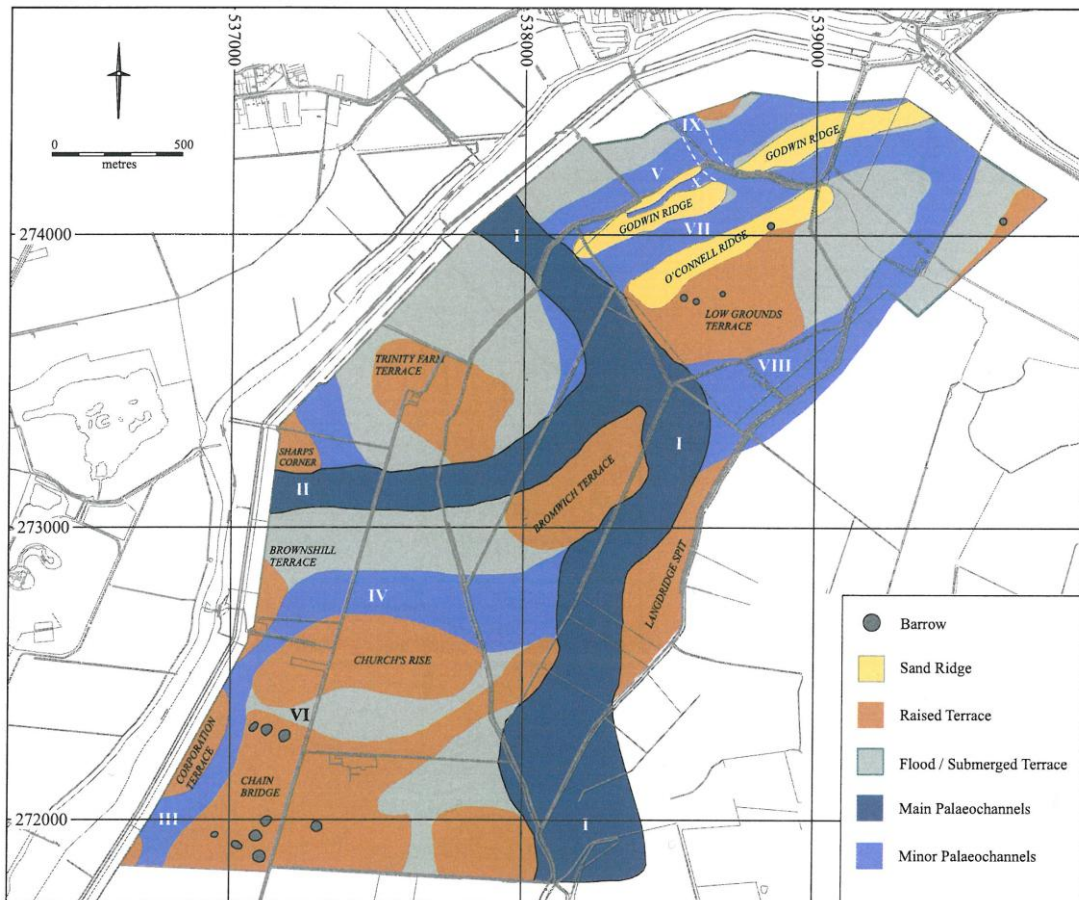 537000
538000
539000
0
500
metres
IX
GODWIN RIDGE
V
X
GODWIN RIDGE
VII
274000
I
O'CONNELL RIDGE
LOW GROUNDS
TERRACE
TRINITY FARM
TERRACE
VIII
SHARP'S
CORNER
I
II
BROMWICH TERRACE
273000
BROWNSHILL
TERRACE
LANGDRIDGE SPIT
IV
CHURCH'S RISE
VI
CORPORATION
TERRACE
CHAIN
BRIDGE
272000
III
i
Barrow
Sand Ridge
Raised Terrace
Flood / Submerged Terrace
Main Palaeochannels
Minor Palaeochannels